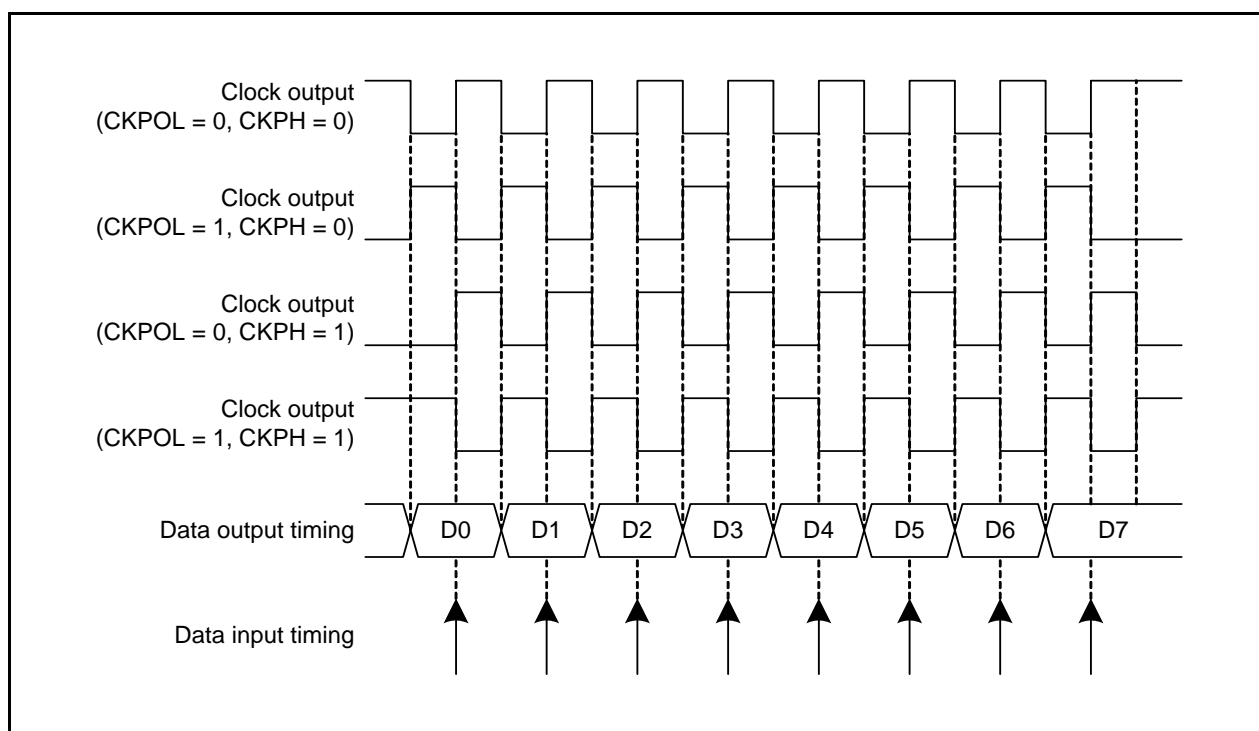 Clock output
(CKPOL = 0, CKPH = 0)
Clock output
(CKPOL = 1, CKPH = 0)
Clock output
(CKPOL = 0, CKPH = 1)
Clock output
(CKPOL = 1, CKPH = 1)
Data output timing D0 D1 D2 D3 D4 D5 D6 D7
Data input timing